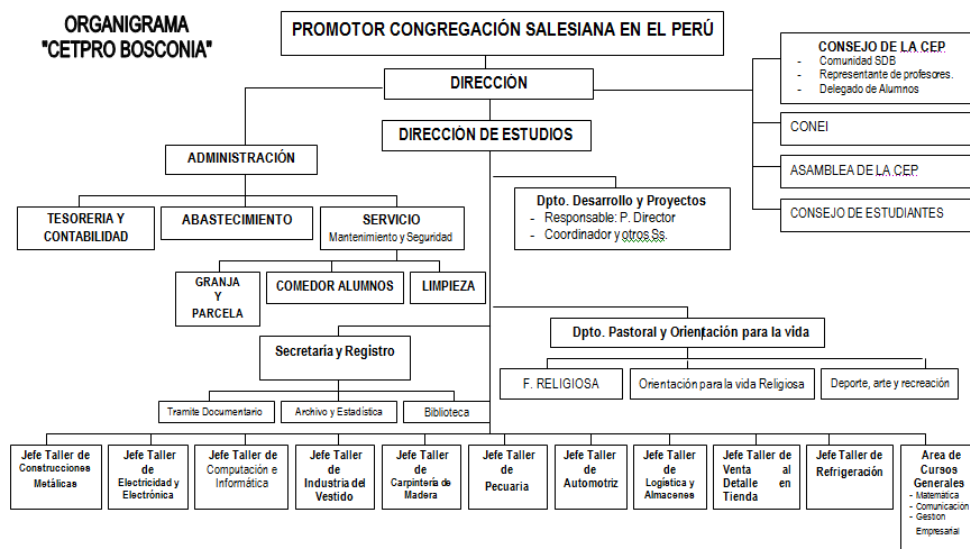 ORGANIGRAMA
"CETPRO BOSCONIA"
PROMOTOR CONGREGACIÓN SALESIANA EN EL PERÚ
DIRECCIÓN
CONSEJO DE LA CEP
- Comunidad SDB
- Representante de profesores.
- Delegado de Alumnos
CONEI
ASAMBLEA DE LA CEP
CONSEJO DE ESTUDIANTES
DIRECCIÓN DE ESTUDIOS
ADMINISTRACIÓN
TESORERIA Y
CONTABILIDAD
ABASTECIMIENTO
SERVICIO
Mantenimiento y Seguridad
Dpto. Desarrollo y Proyectos
- Responsable: P. Director
- Coordinador y otros Ss.
GRANJA
Y
PARCELA
COMEDOR ALUMNOS
LIMPIEZA
Secretaría y Registro
Dpto. Pastoral y Orientación para la vida
Tramite Documentario
Archivo y Estadística
Biblioteca
F. RELIGIOSA
Orientación para la vida Religiosa
Deporte, arte y recreación
Jefe Taller de
Construcciones
Metálicas
Jefe Taller
de
Electricidad y
Electrónica
Jefe Taller
de
Computación e
Informática
Jefe Taller
de
Industria del
Vestido
Jefe Taller
de
Carpintería de
Madera
Jefe Taller
de
Pecuaria
Jefe Taller
de
Automotriz
Jefe Taller
de
Logística y
Almacenes
Jefe Taller de
Venta al
Detalle en
Tienda
Jefe Taller de
Refrigeración
Area de
Cursos
Generales
- Matemática
- Comunicación
- Gestion
Empresarial